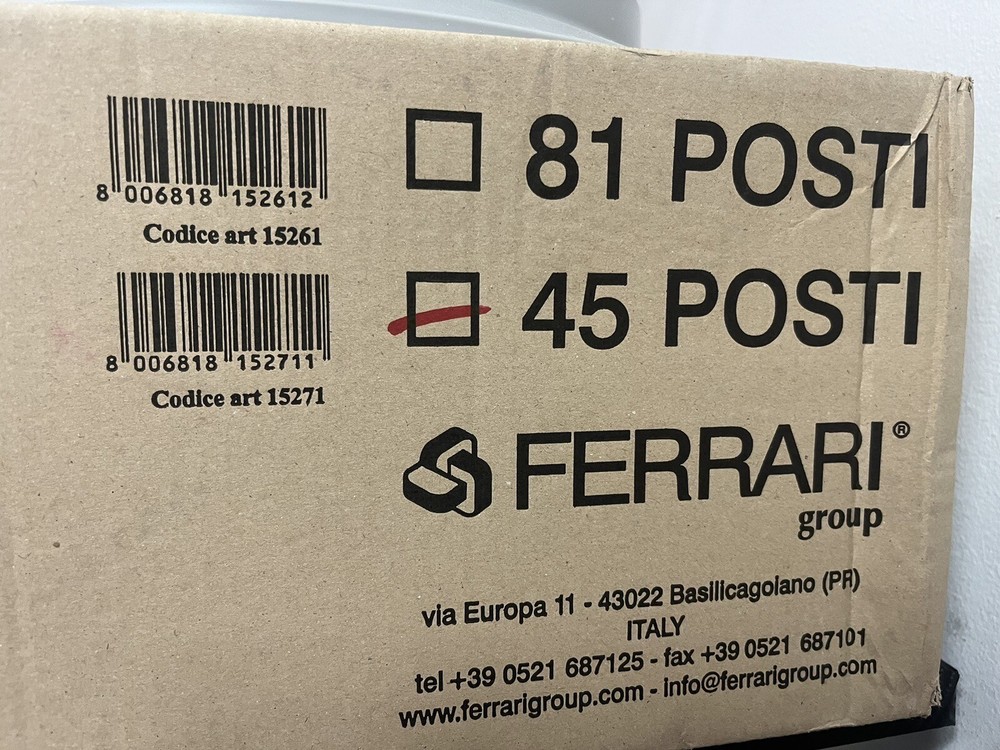 8 006818 152612
Codice art 15261
81 POSTI
8 006818 152711
Codice art 15271
45 POSTI
FERRARI®
group
via Europa 11 - 43022 Basilicagoiano (PR)
ITALY
tel +39 0521 687125 - fax +39 0521 687101
www.ferrarigroup.com - info@ferrarigroup.com